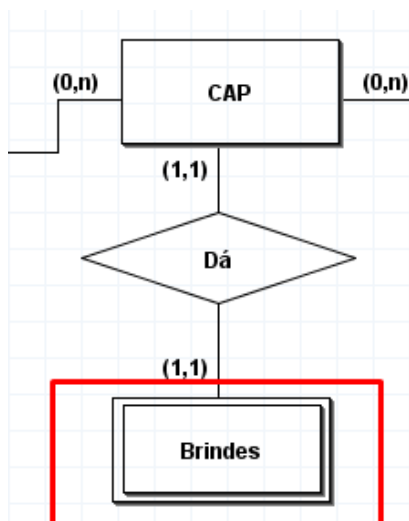 (0,n) CAP (0,n)
(1,1)
Dá
(1,1)
Brindes